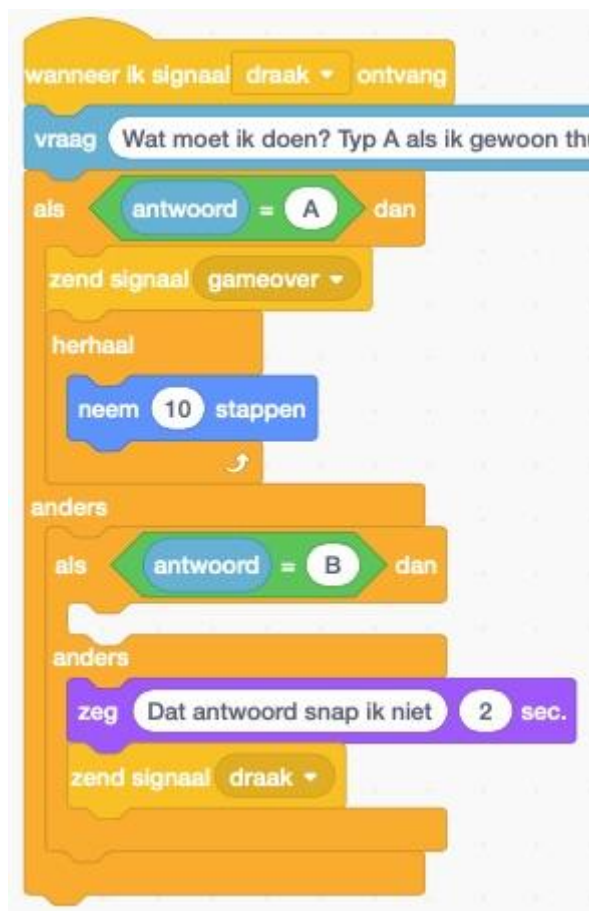 wanneer ik signaal draak ontvang
vraag Wat moet ik doen? Typ A als ik gewoon
als antwoord = A dan
zend signaal gameover
herhaal
neem 10 stappen
anders
als antwoord = B dan
anders
zeg Dat antwoord snap ik niet 2 sec.
zend signaal draak